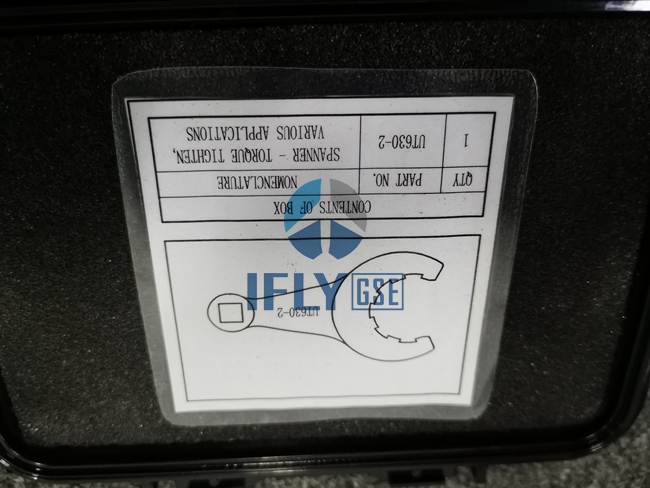 CONTENTS OF BOX
QTY PART NO. NOMENCLATURE
1 UT630-2 SPANNER - TORQUE TIGHTEN,
VARIOUS APPLICATIONS
UT630-2
IFLY GSE